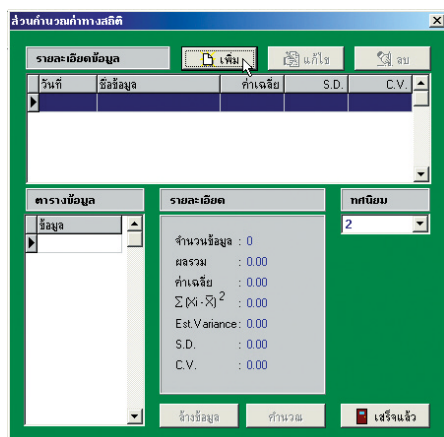 ส่วนคำนวณค่าทางสถิติ
รายละเอียดข้อมูล เพิ่ม แก้ไข ลบ
วันที่ ชื่อข้อมูล ค่าเฉลี่ย S.D. C.V.
ตารางข้อมูล รายละเอียด ทศนิยม
ข้อมูล 2
จำนวนข้อมูล : 0
ผลรวม : 0.00
ค่าเฉลี่ย : 0.00
Σ (Xi - X̄)² : 0.00
Est.Variance: 0.00
S.D. : 0.00
C.V. : 0.00
ล้างข้อมูล คำนวณ เสร็จแล้ว